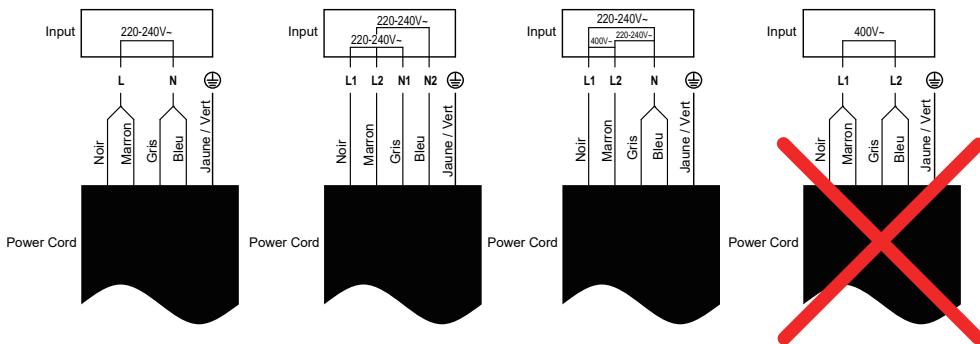 Input
220-240V~
L N
Noir
Marron
Gris
Bleu
Jaune / Vert
Power Cord
Input
220-240V~
220-240V~
L1 L2 N1 N2
Noir
Marron
Gris
Bleu
Jaune / Vert
Power Cord
Input
220-240V~
400V~ 220-240V~
L1 L2 N
Noir
Marron
Gris
Bleu
Jaune / Vert
Power Cord
Input
400V~
L1 L2
Noir
Marron
Gris
Bleu
Jaune / Vert
Power Cord